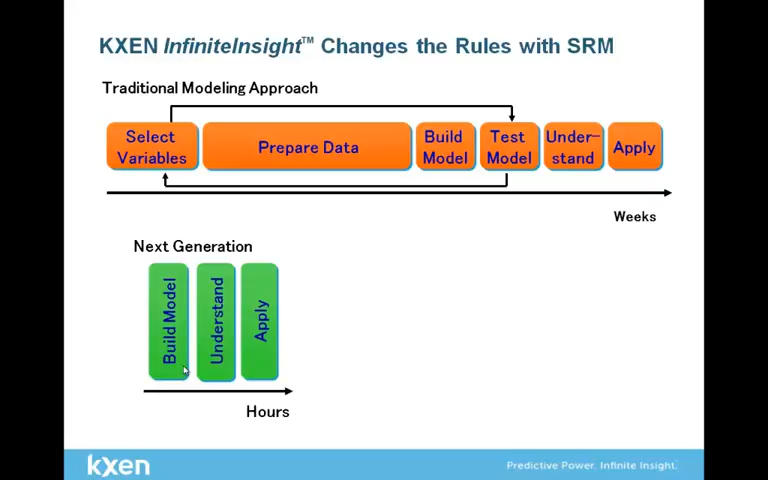 KXEN InfiniteInsight™ Changes the Rules with SRM
Traditional Modeling Approach
Select
Variables
Prepare Data
Build
Model
Test
Model
Under-
stand
Apply
Weeks
Next Generation
Build Model
Understand
Apply
Hours
kxen
Predictive Power. Infinite Insight.